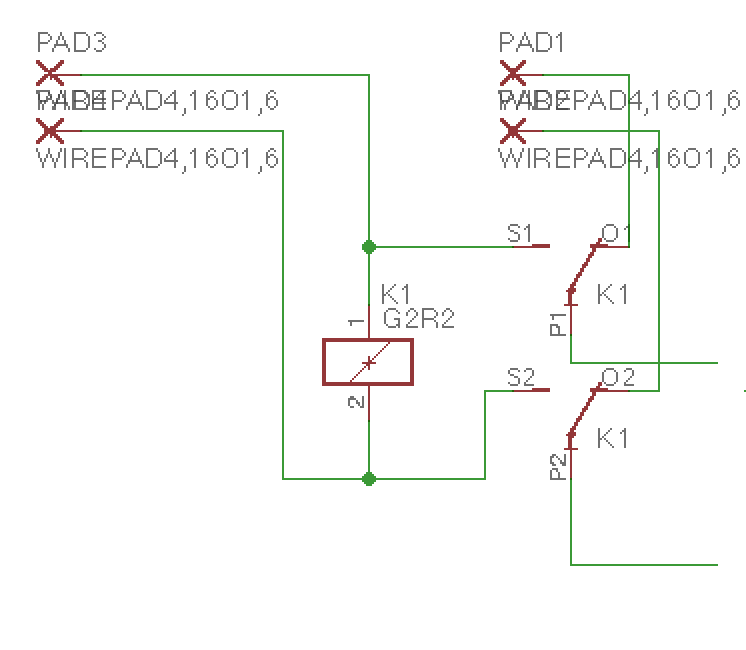 PAD3
WIREPAD4,16O1,6
WIREPAD4,16O1,6
PAD1
PAD2
WIREPAD4,16O1,6
WIREPAD4,16O1,6
S1
O1
K1
G2R2
1
2
K1
P1
S2
O2
K1
P2